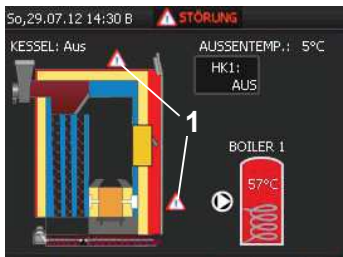 So,29.07.12 14:30 B STÖRUNG
KESSEL: Aus
AUSSENTEMP.: 5°C
HK1:
AUS
1
BOILER 1
57°C